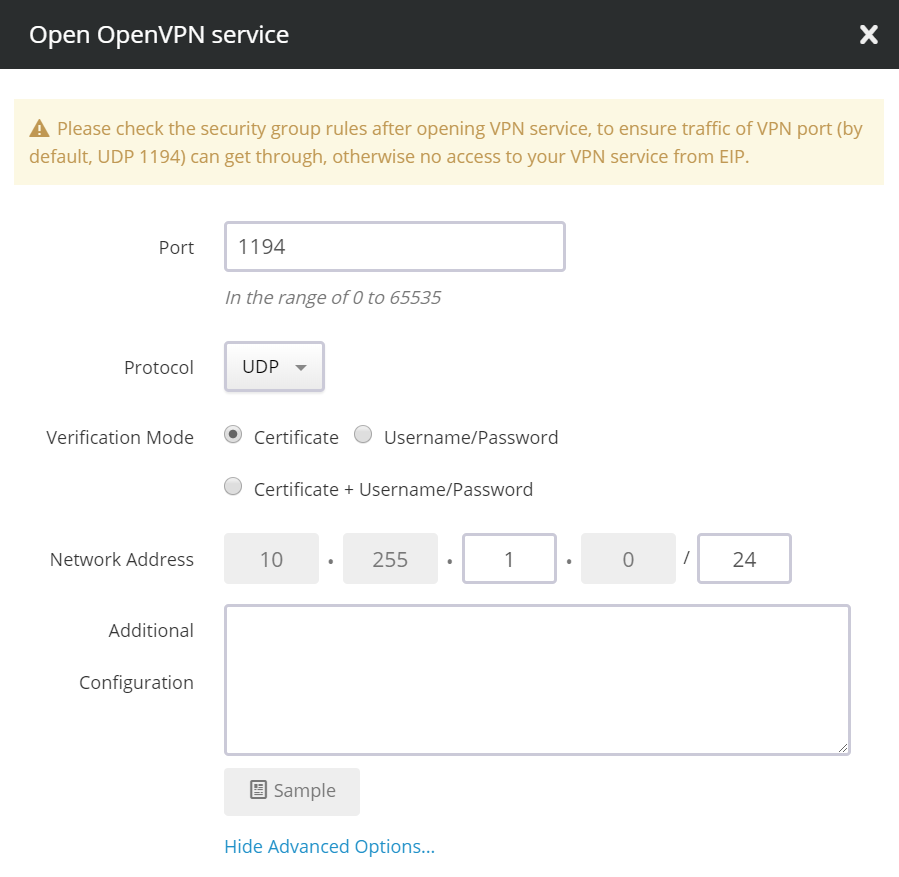 Open OpenVPN service
Please check the security group rules after opening VPN service, to ensure traffic of VPN port (by
default, UDP 1194) can get through, otherwise no access to your VPN service from EIP.
Port 1194
In the range of 0 to 65535
Protocol UDP
Verification Mode Certificate Username/Password
Certificate + Username/Password
Network Address 10 . 255 . 1 . 0 / 24
Additional
Configuration
Sample
Hide Advanced Options...